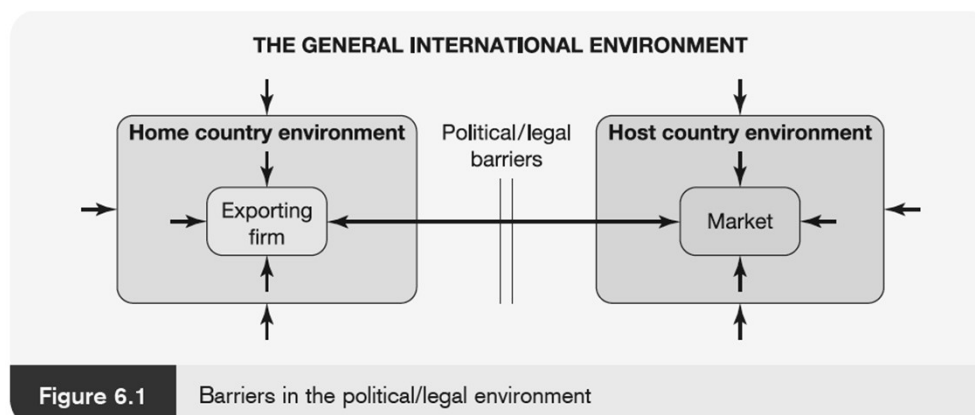 THE GENERAL INTERNATIONAL ENVIRONMENT
Home country environment
Political/legal
barriers
Host country environment
Exporting
firm
Market
Figure 6.1
Barriers in the political/legal environment